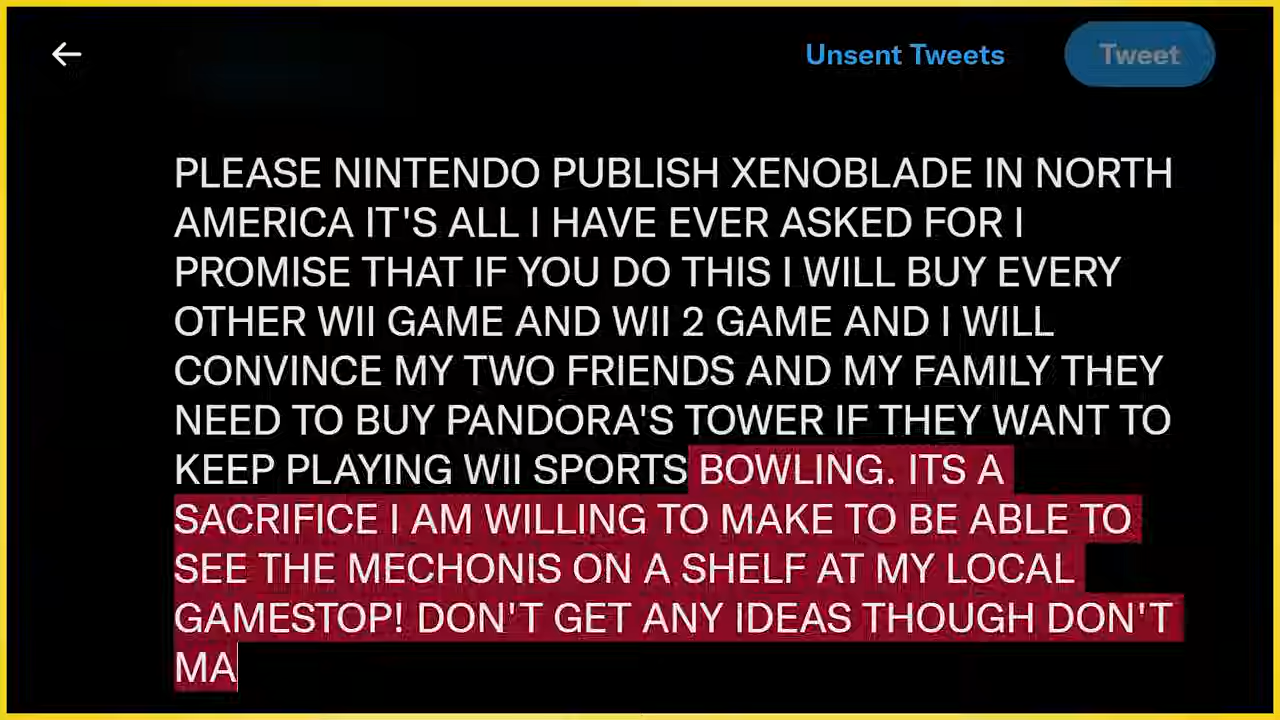 Unsent Tweets
Tweet
PLEASE NINTENDO PUBLISH XENOBLADE IN NORTH
AMERICA IT'S ALL I HAVE EVER ASKED FOR I
PROMISE THAT IF YOU DO THIS I WILL BUY EVERY
OTHER WII GAME AND WII 2 GAME AND I WILL
CONVINCE MY TWO FRIENDS AND MY FAMILY THEY
NEED TO BUY PANDORA'S TOWER IF THEY WANT TO
KEEP PLAYING WII SPORTS BOWLING. ITS A
SACRIFICE I AM WILLING TO MAKE TO BE ABLE TO
SEE THE MECHONIS ON A SHELF AT MY LOCAL
GAMESTOP! DON'T GET ANY IDEAS THOUGH DON'T
MA